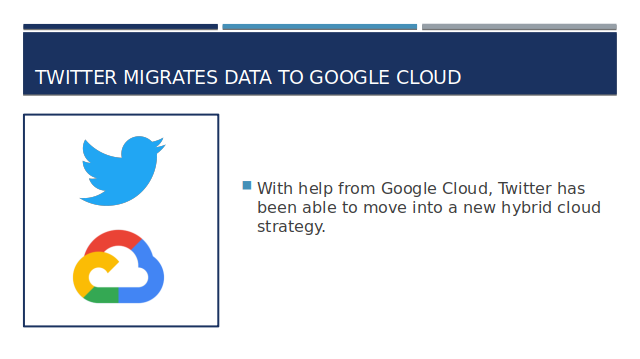 TWITTER MIGRATES DATA TO GOOGLE CLOUD
With help from Google Cloud, Twitter has
been able to move into a new hybrid cloud
strategy.